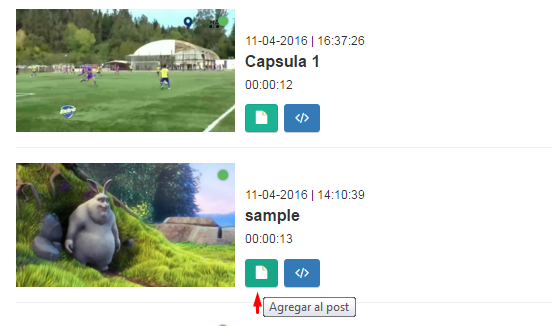 11-04-2016 | 16:37:26
Capsula 1
00:00:12
</>
11-04-2016 | 14:10:39
sample
00:00:13
</>
Agregar al post